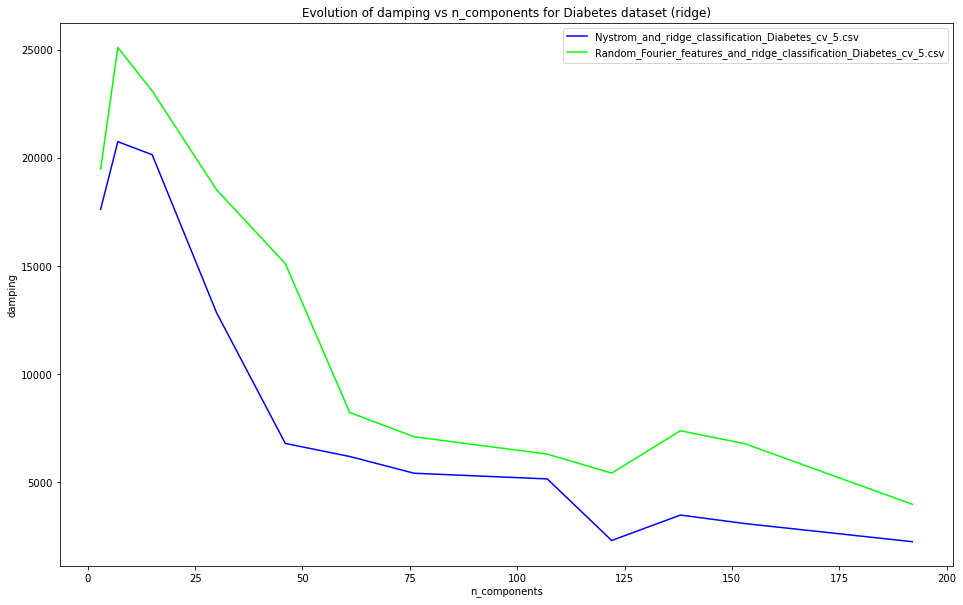 Evolution of damping vs n_components for Diabetes dataset (ridge)
Nystrom_and_ridge_classification_Diabetes_cv_5.csv
Random_Fourier_features_and_ridge_classification_Diabetes_cv_5.csv
25000
20000
15000
10000
5000
damping
0 25 50 75 100 125 150 175 200
n_components